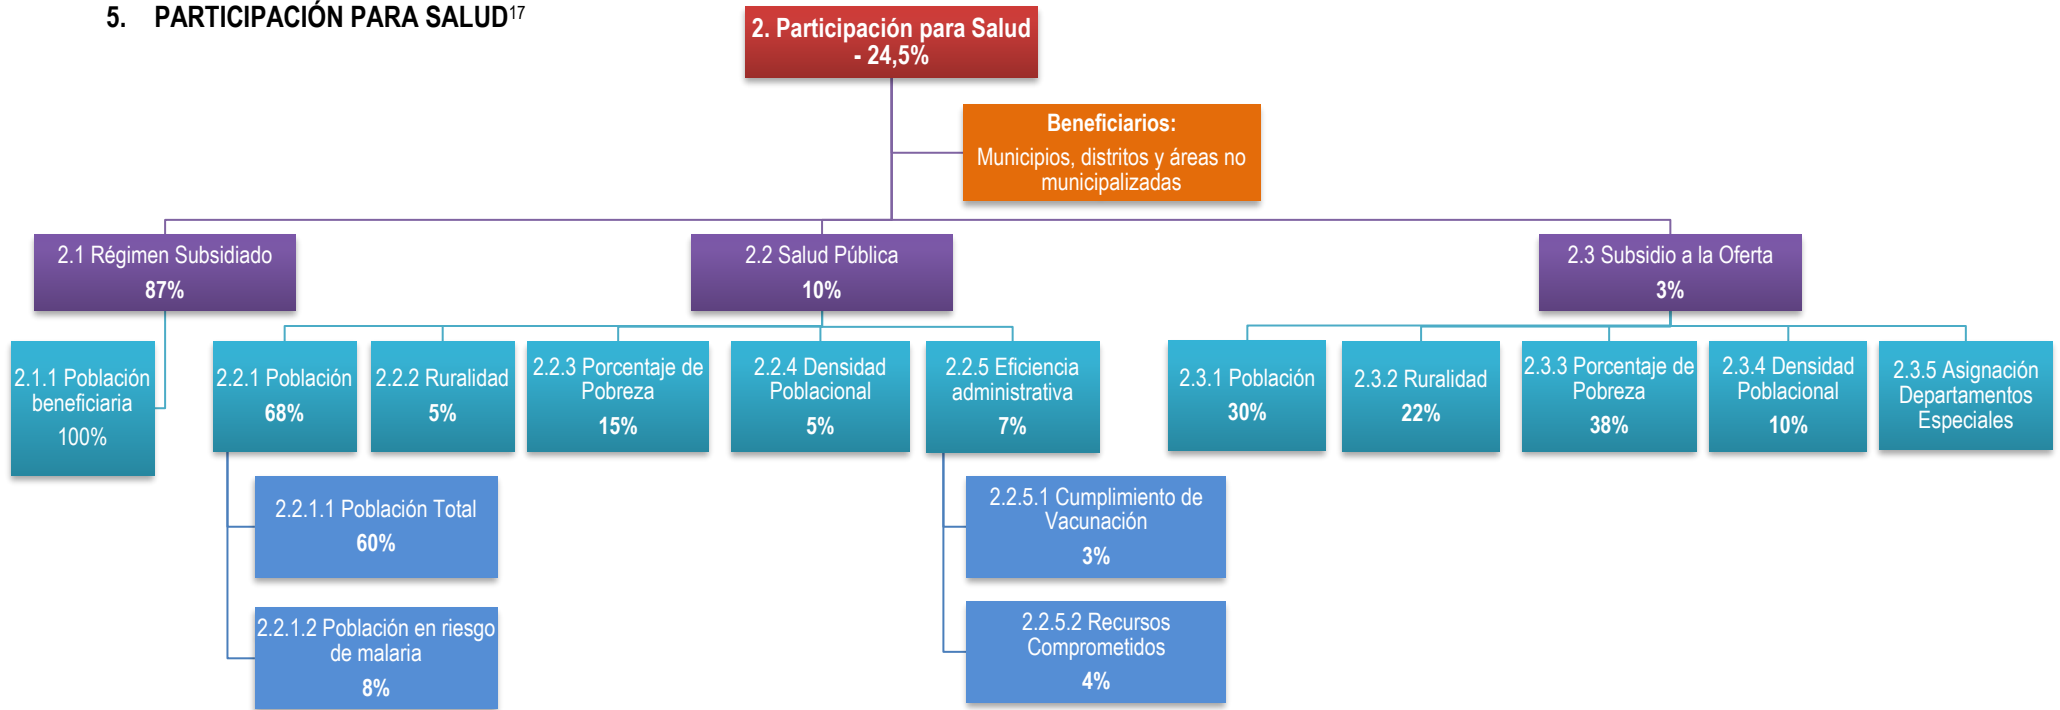 5. PARTICIPACIÓN PARA SALUD17
2. Participación para Salud
- 24,5%
Beneficiarios:
Municipios, distritos y áreas no
municipalizadas
2.1 Régimen Subsidiado
87%
2.2 Salud Pública
10%
2.3 Subsidio a la Oferta
3%
2.1.1 Población
beneficiaria
100%
2.2.1 Población
68%
2.2.2 Ruralidad
5%
2.2.3 Porcentaje de
Pobreza
15%
2.2.4 Densidad
Poblacional
5%
2.2.5 Eficiencia
administrativa
7%
2.3.1 Población
30%
2.3.2 Ruralidad
22%
2.3.3 Porcentaje de
Pobreza
38%
2.3.4 Densidad
Poblacional
10%
2.3.5 Asignación
Departamentos
Especiales
2.2.1.1 Población Total
60%
2.2.1.2 Población en riesgo
de malaria
8%
2.2.5.1 Cumplimiento de
Vacunación
3%
2.2.5.2 Recursos
Comprometidos
4%